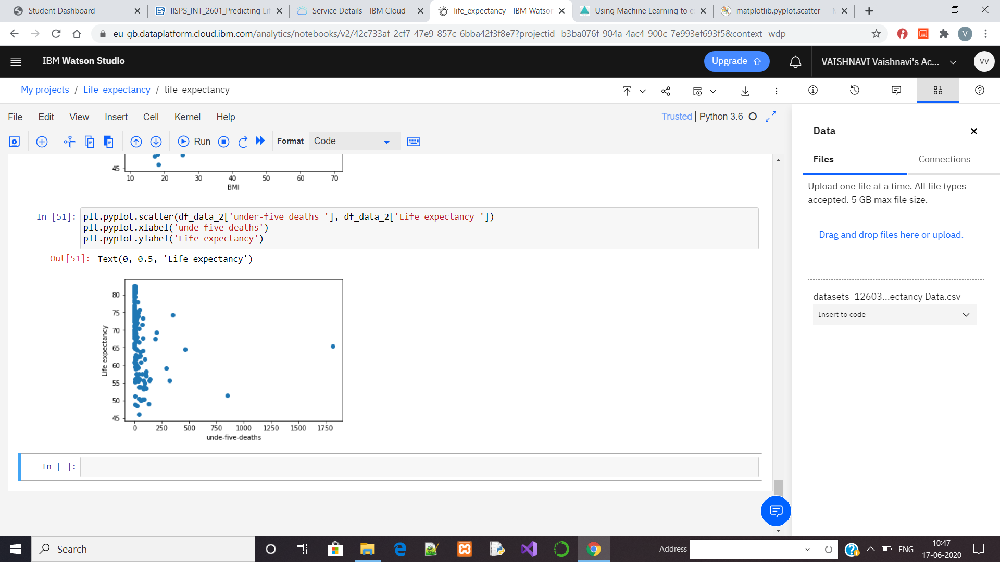 Student Dashboard
IISPS_INT_2601_Predicting Lif
Service Details - IBM Cloud
life_expectancy - IBM Watson
Using Machine Learning to e
matplotlib.pyplot.scatter —
eu-gb.dataplatform.cloud.ibm.com/analytics/notebooks/v2/42c733af-2cf7-47e9-857c-6bba42f3f8e7?projectid=b3ba076f-904a-4ac4-900c-7e993ef693f5&context=wdp
V
IBM Watson Studio
Upgrade
VAISHNAVI Vaishnavi's Ac...
VV
My projects / Life_expectancy / life_expectancy
File Edit View Insert Cell Kernel Help
Trusted Python 3.6
Run
Format
Code
45
10 20 30 40 50 60 70
BMI
In [51]: plt.pyplot.scatter(df_data_2['under-five deaths '], df_data_2['Life expectancy '])
plt.pyplot.xlabel('unde-five-deaths')
plt.pyplot.ylabel('Life expectancy')
Out[51]: Text(0, 0.5, 'Life expectancy')
80
75
70
65
60
55
50
45
Life expectancy
0 250 500 750 1000 1250 1500 1750
unde-five-deaths
In [ ]:
Data
Files
Connections
Upload one file at a time. All file types
accepted. 5 GB max file size.
Drag and drop files here or upload.
datasets_12603...ectancy Data.csv
Insert to code
Search
Address
ENG
10:47
17-06-2020